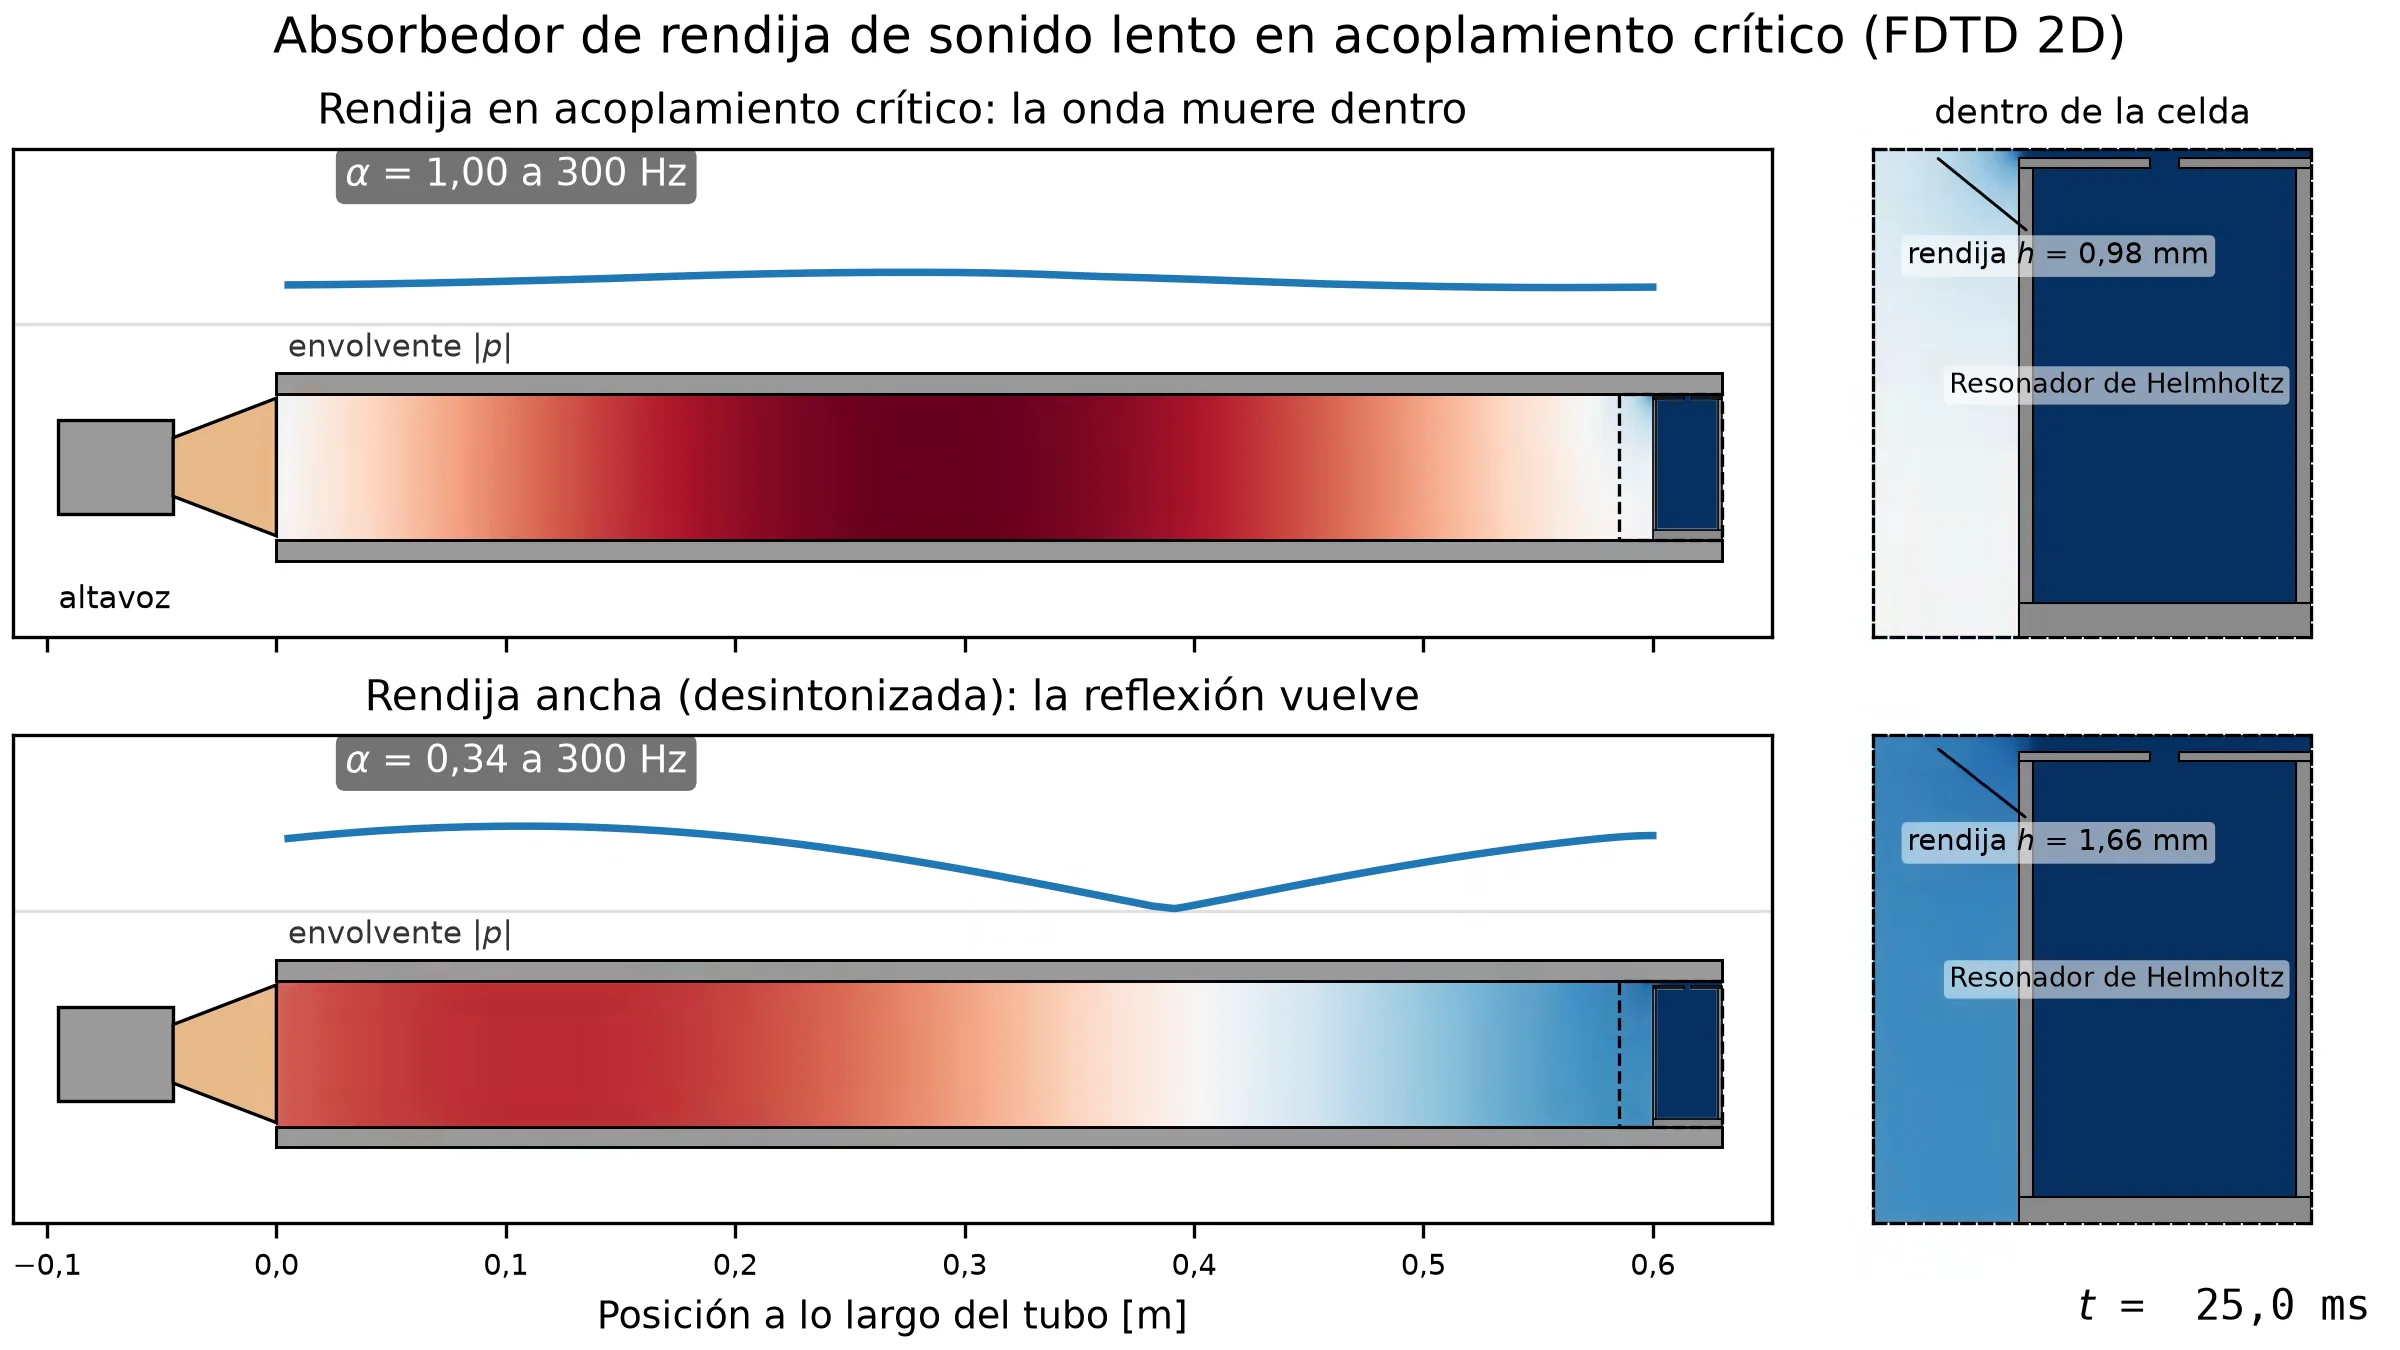 Absorbedor de rendija de sonido lento en acoplamiento crítico (FDTD 2D)
Rendija en acoplamiento crítico: la onda muere dentro
dentro de la celda
α = 1,00 a 300 Hz
rendija h = 0,98 mm
envolvente |p|
Resonador de Helmholtz
altavoz
Rendija ancha (desintonizada): la reflexión vuelve
α = 0,34 a 300 Hz
rendija h = 1,66 mm
envolvente |p|
Resonador de Helmholtz
−0,1 0,0 0,1 0,2 0,3 0,4 0,5 0,6
Posición a lo largo del tubo [m]
t = 25,0 ms